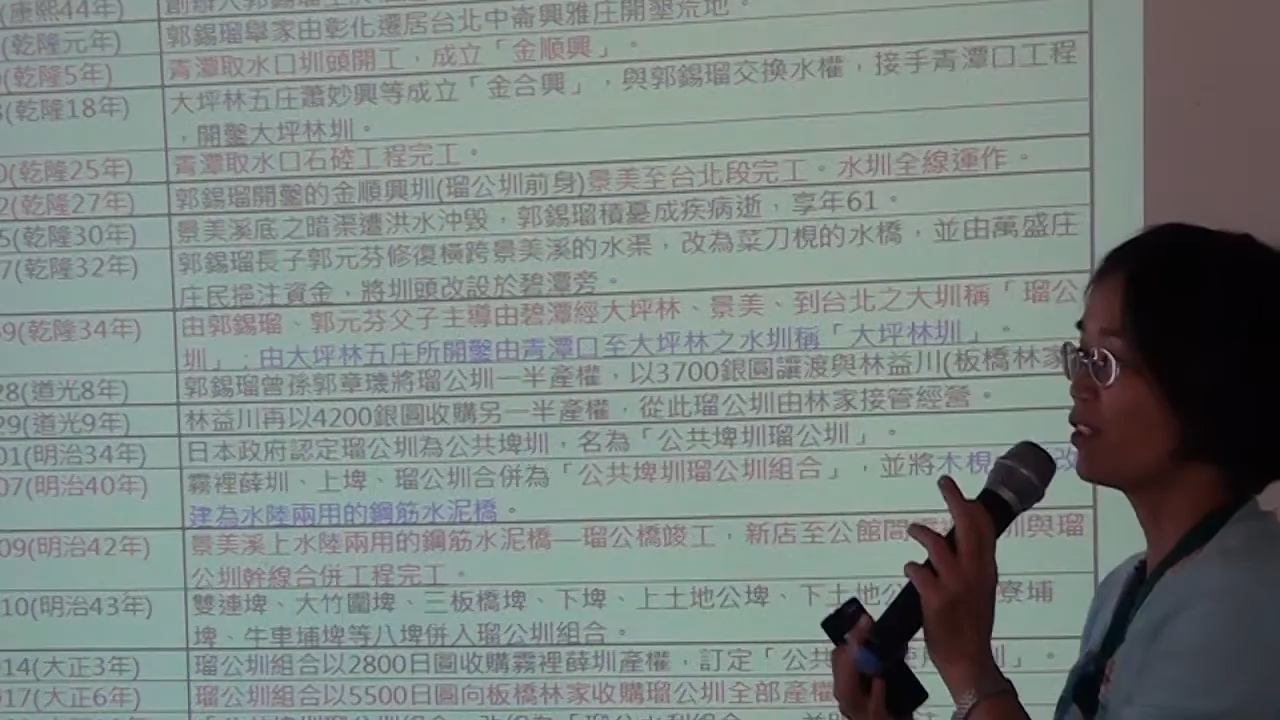 (康熙44年)
(乾隆元年) 郭錫瑠舉家由彰化遷居台北中崙興雅庄開墾荒地。
(乾隆5年) 青潭取水口圳頭開工，成立「金順興」。
(乾隆18年) 大坪林五庄蕭妙興等成立「金合興」，與郭錫瑠交換水權，接手青潭口工程
，開鑿大坪林圳。
0(乾隆25年) 青潭取水口石硿工程完工。
2(乾隆27年) 郭錫瑠開鑿的金順興圳(瑠公圳前身)景美至台北段完工。水圳全線運作。
5(乾隆30年) 景美溪底之暗渠遭洪水沖毀，郭錫瑠積憂成疾病逝，享年61。
7(乾隆32年) 郭錫瑠長子郭元芬修復橫跨景美溪的水渠，改為菜刀梘的水橋，並由萬盛庄
庄民挹注資金、將圳頭改設於碧潭旁。
69(乾隆34年) 由郭錫瑠、郭元芬父子主導由碧潭經大坪林、景美、到台北之大圳稱「瑠公
圳」；由大坪林五庄所開鑿由青潭口至大坪林之水圳稱「大坪林圳」。
28(道光8年) 郭錫瑠曾孫郭章璣將瑠公圳一半產權，以3700銀圓讓渡與林益川(板橋林家
29(道光9年) 林益川再以4200銀圓收購另一半產權，從此瑠公圳由林家接管經營。
01(明治34年) 日本政府認定瑠公圳為公共埤圳，名為「公共埤圳瑠公圳」。
07(明治40年) 霧裡薛圳、上埤、瑠公圳合併為「公共埤圳瑠公圳組合」，並將木梘 改
建為水陸兩用的鋼筋水泥橋。
09(明治42年) 景美溪上水陸兩用的鋼筋水泥橋—瑠公橋竣工，新店至公館間 圳與瑠
公圳幹線合併工程完工。
10(明治43年) 雙連埤、大竹圍埤、三板橋埤、下埤、上土地公埤、下土地公 寮埔
埤、牛車埔埤等八埤併入瑠公圳組合。
14(大正3年) 瑠公圳組合以2800日圓收購霧裡薛圳產權，訂定「公共 圳」。
17(大正6年) 瑠公圳組合以5500日圓向板橋林家收購瑠公圳全部產權